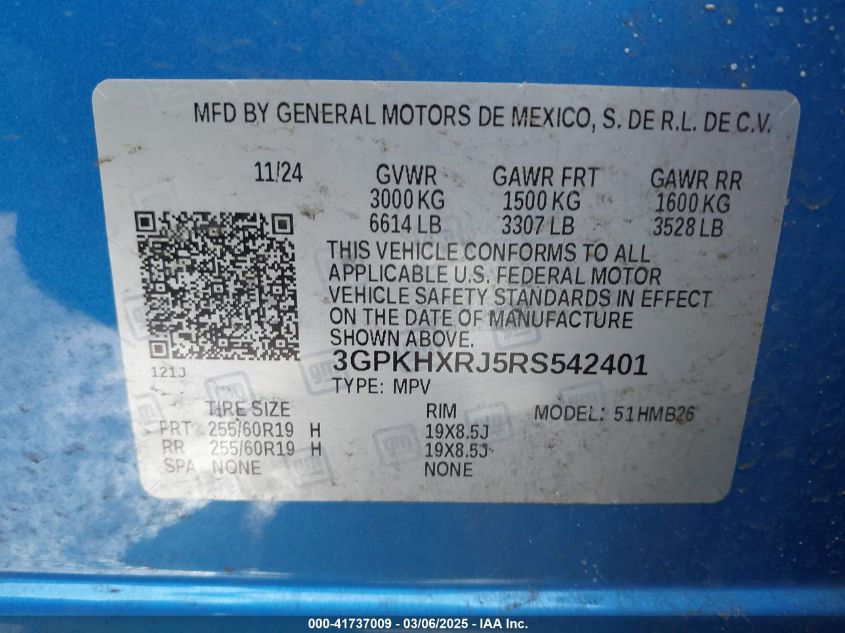 MFD BY GENERAL MOTORS DE MEXICO, S. DE R.L. DE C.V.
11/24 GVWR GAWR FRT GAWR RR
3000 KG 1500 KG 1600 KG
6614 LB 3307 LB 3528 LB
THIS VEHICLE CONFORMS TO ALL
APPLICABLE U.S. FEDERAL MOTOR
VEHICLE SAFETY STANDARDS IN EFFECT
ON THE DATE OF MANUFACTURE
SHOWN ABOVE.
3GPKHXRJ5RS542401
121J
TYPE: MPV
TIRE SIZE RIM MODEL: 51HMB26
FRT 255/60R19 H 19X8.5J
RR 255/60R19 H 19X8.5J
SPA NONE NONE
000-41737009 — 03/06/2025 — IAAI.COM